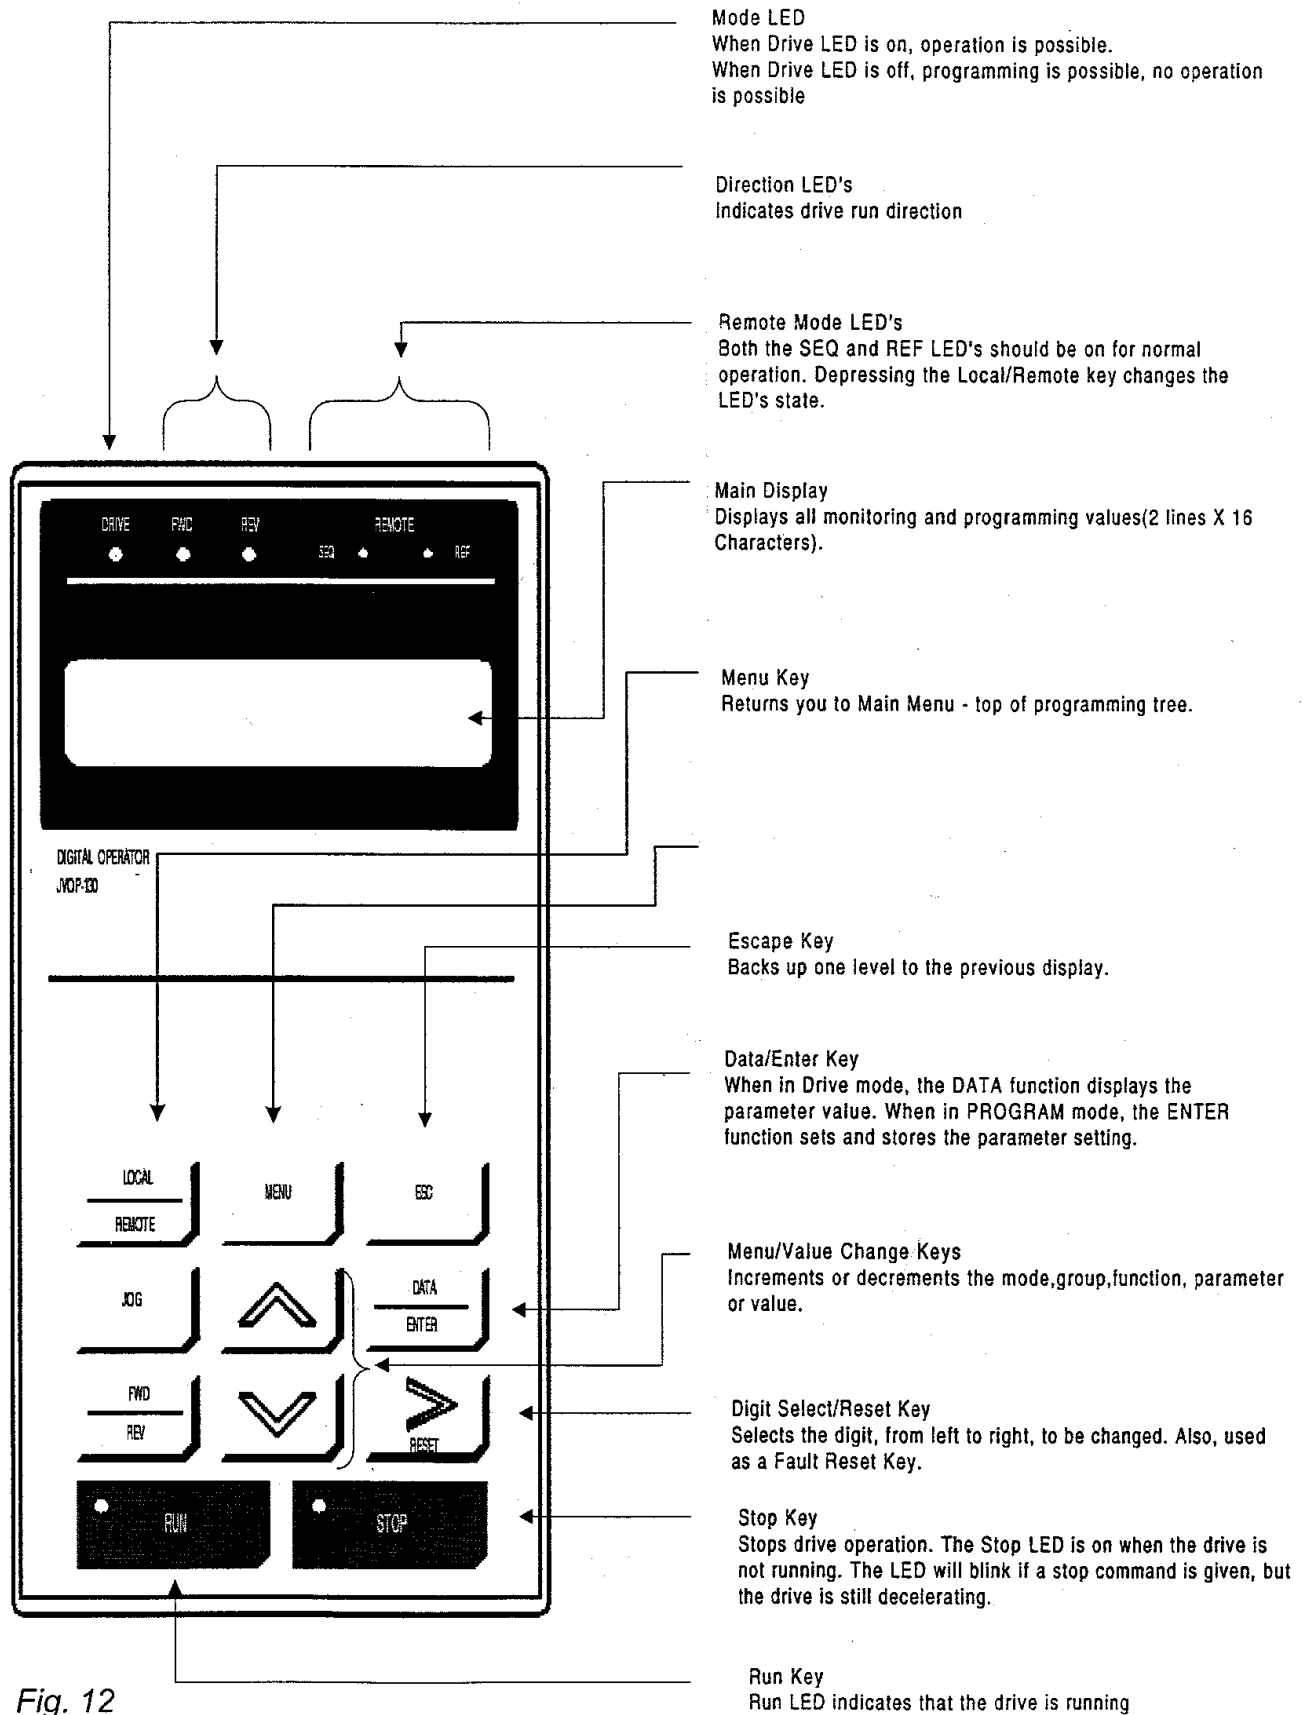 Mode LED
When Drive LED is on, operation is possible.
When Drive LED is off, programming is possible, no operation
is possible
Direction LED's
Indicates drive run direction
Remote Mode LED's
Both the SEQ and REF LED's should be on for normal
operation. Depressing the Local/Remote key changes the
LED's state.
DRIVE FWD REV REMOTE
SEQ REF
Main Display
Displays all monitoring and programming values(2 lines X 16
Characters).
Menu Key
Returns you to Main Menu - top of programming tree.
DIGITAL OPERATOR
JVOP-130
Escape Key
Backs up one level to the previous display.
Data/Enter Key
When in Drive mode, the DATA function displays the
parameter value. When in PROGRAM mode, the ENTER
function sets and stores the parameter setting.
LOCAL
REMOTE
MENU
ESC
Menu/Value Change Keys
Increments or decrements the mode,group,function, parameter
or value.
JOG
DATA
ENTER
FWD
REV
RESET
Digit Select/Reset Key
Selects the digit, from left to right, to be changed. Also, used
as a Fault Reset Key.
RUN
STOP
Stop Key
Stops drive operation. The Stop LED is on when the drive is
not running. The LED will blink if a stop command is given, but
the drive is still decelerating.
Run Key
Run LED indicates that the drive is running
Fig. 12